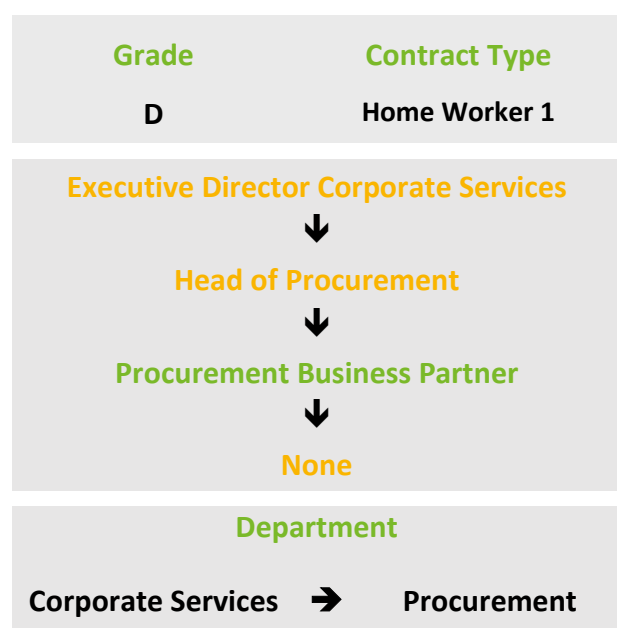 Grade Contract Type
D Home Worker 1
Executive Director Corporate Services
Head of Procurement
Procurement Business Partner
None
Department
Corporate Services Procurement